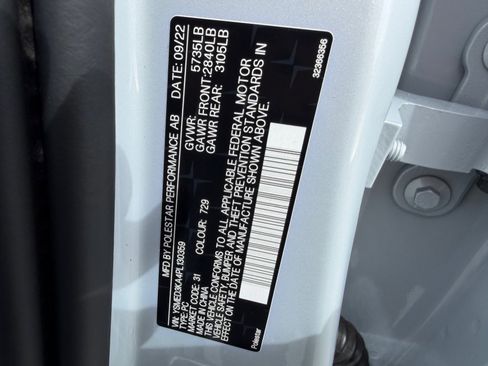 MFD BY POLESTAR PERFORMANCE AB DATE: 09/22
GVWR: 5735LB
GAWR FRONT: 2840LB
GAWR REAR: 3105LB
THIS VEHICLE CONFORMS TO ALL APPLICABLE FEDERAL MOTOR
VEHICLE SAFETY, BUMPER AND THEFT PREVENTION STANDARDS IN
EFFECT ON THE DATE OF MANUFACTURE SHOWN ABOVE.
VIN: YSMED3KA4PL130359
TYPE: PC
MARKET CODE: 31 COLOUR: 729
MADE IN CHINA
Polestar
32366356